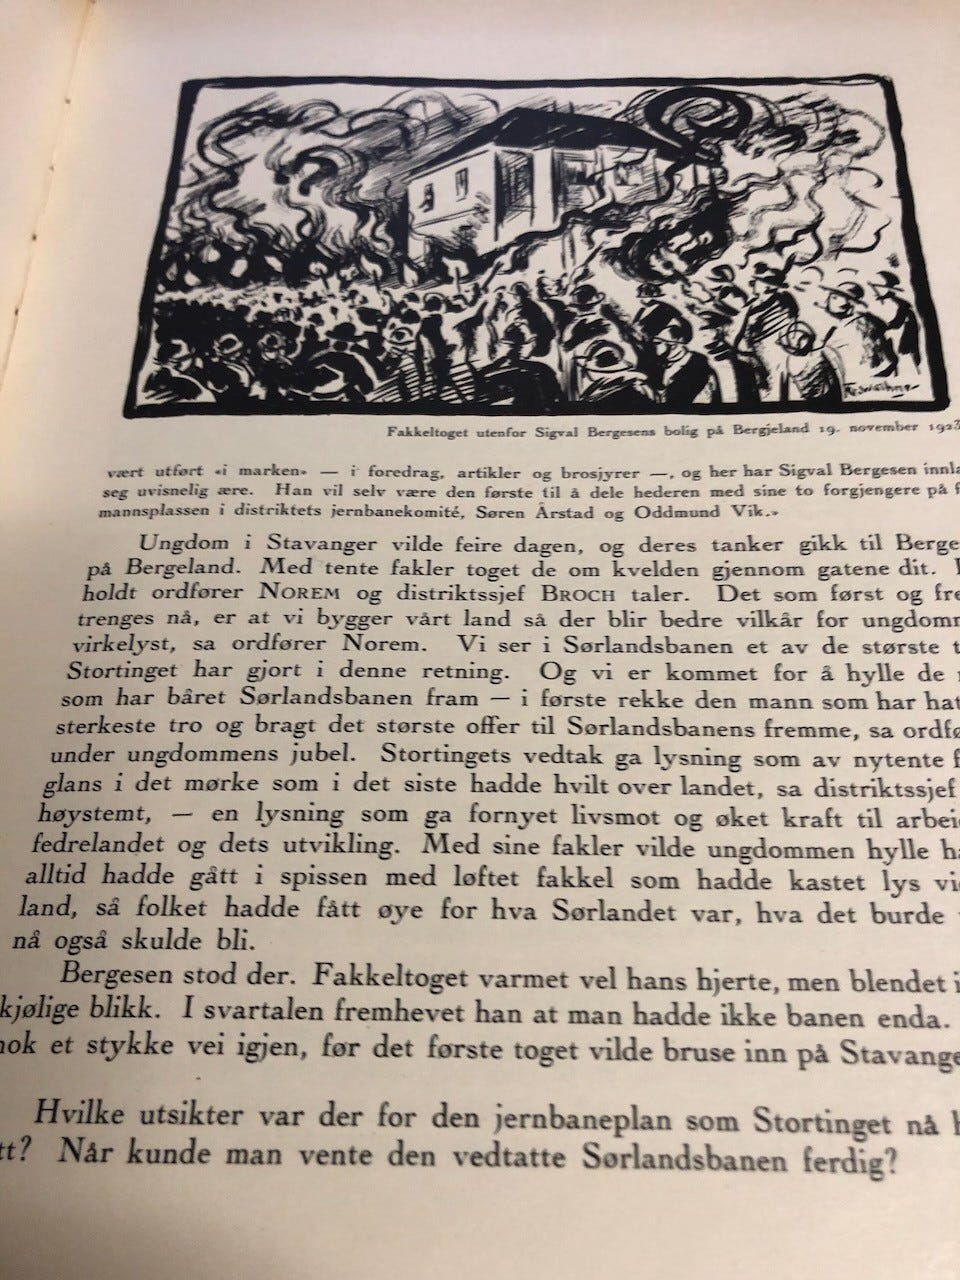 Fakkeltoget utenfor Sigval Bergesens bolig på Bergjeland 19. november 1923
vært utført «i marken» — i foredrag, artikler og brosjyrer —, og her har Sigval Bergesen innla
seg uvisnelig ære. Han vil selv være den første til å dele hederen med sine to forgjengere på f
mannsplassen i distriktets jernbanekomité, Søren Årstad og Oddmund Vik.»
Ungdom i Stavanger vilde feire dagen, og deres tanker gikk til Berge
på Bergeland. Med tente fakler toget de om kvelden gjennom gatene dit.
holdt ordfører NOREM og distriktssjef BROCH taler. Det som først og fre
trenges nå, er at vi bygger vårt land så der blir bedre vilkår for ungdomm
virkelyst, sa ordfører Norem. Vi ser i Sørlandsbanen et av de største t
Stortinget har gjort i denne retning. Og vi er kommet for å hylle de
som har båret Sørlandsbanen fram — i første rekke den mann som har hat
sterkeste tro og bragt det største offer til Sørlandsbanens fremme, sa ordfø
under ungdommens jubel. Stortingets vedtak ga lysning som av nytente f
glans i det mørke som i det siste hadde hvilt over landet, sa distriktssjef
høystemt, — en lysning som ga fornyet livsmot og øket kraft til arbei
fedrelandet og dets utvikling. Med sine fakler vilde ungdommen hylle ha
alltid hadde gått i spissen med løftet fakkel som hadde kastet lys vi
land, så folket hadde fått øye for hva Sørlandet var, hva det burde
nå også skulde bli.
Bergesen stod der. Fakkeltoget varmet vel hans hjerte, men blendet i
kjølige blikk. I svartalen fremhevet han at man hadde ikke banen enda.
nok et stykke vei igjen, før det første toget vilde bruse inn på Stavange
Hvilke utsikter var der for den jernbaneplan som Stortinget nå h
tt? Når kunde man vente den vedtatte Sørlandsbanen ferdig?